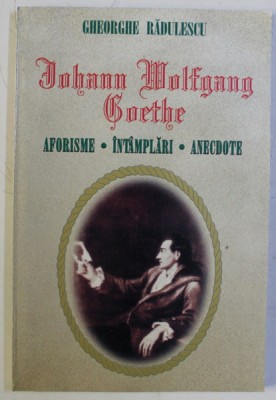 GHEORGHE RĂDULESCU
Johann Wolfgang
Goethe
AFORISME • ÎNTÂMPLĂRI • ANECDOTE